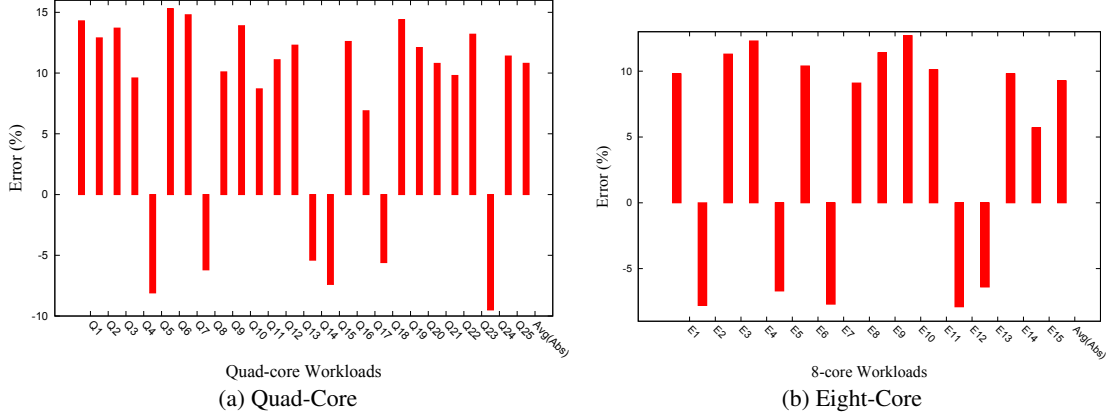 15
10
5
0
-5
-10
Error (%)
Q1 Q2 Q3 Q4 Q5 Q6 Q7 Q8 Q9 Q10 Q11 Q12 Q13 Q14 Q15 Q16 Q17 Q18 Q19 Q20 Q21 Q22 Q23 Q24 Q25 Avg(Abs)
Quad-core Workloads
(a) Quad-Core
10
5
0
-5
Error (%)
E1 E2 E3 E4 E5 E6 E7 E8 E9 E10 E11 E12 E13 E14 E15 Avg(Abs)
8-core Workloads
(b) Eight-Core